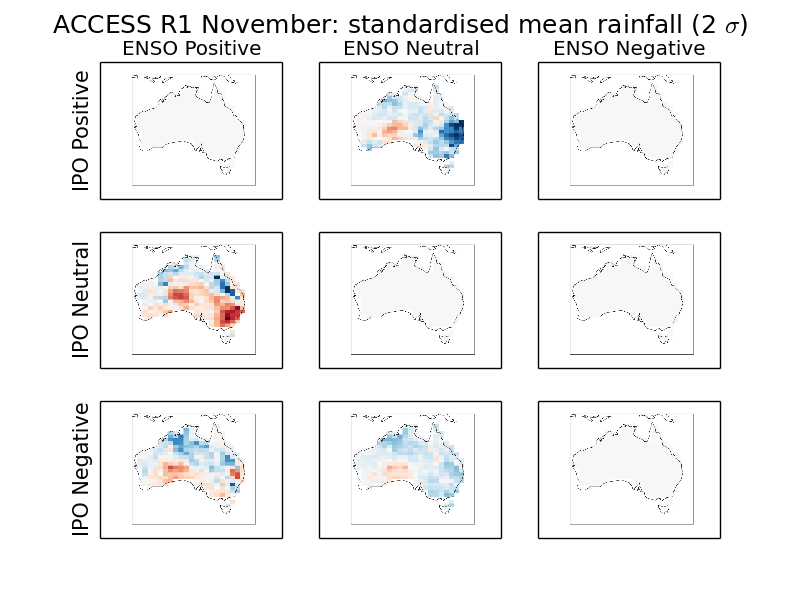 ACCESS R1 November: standardised mean rainfall (2 σ)
ENSO Positive ENSO Neutral ENSO Negative
IPO Positive
IPO Neutral
IPO Negative